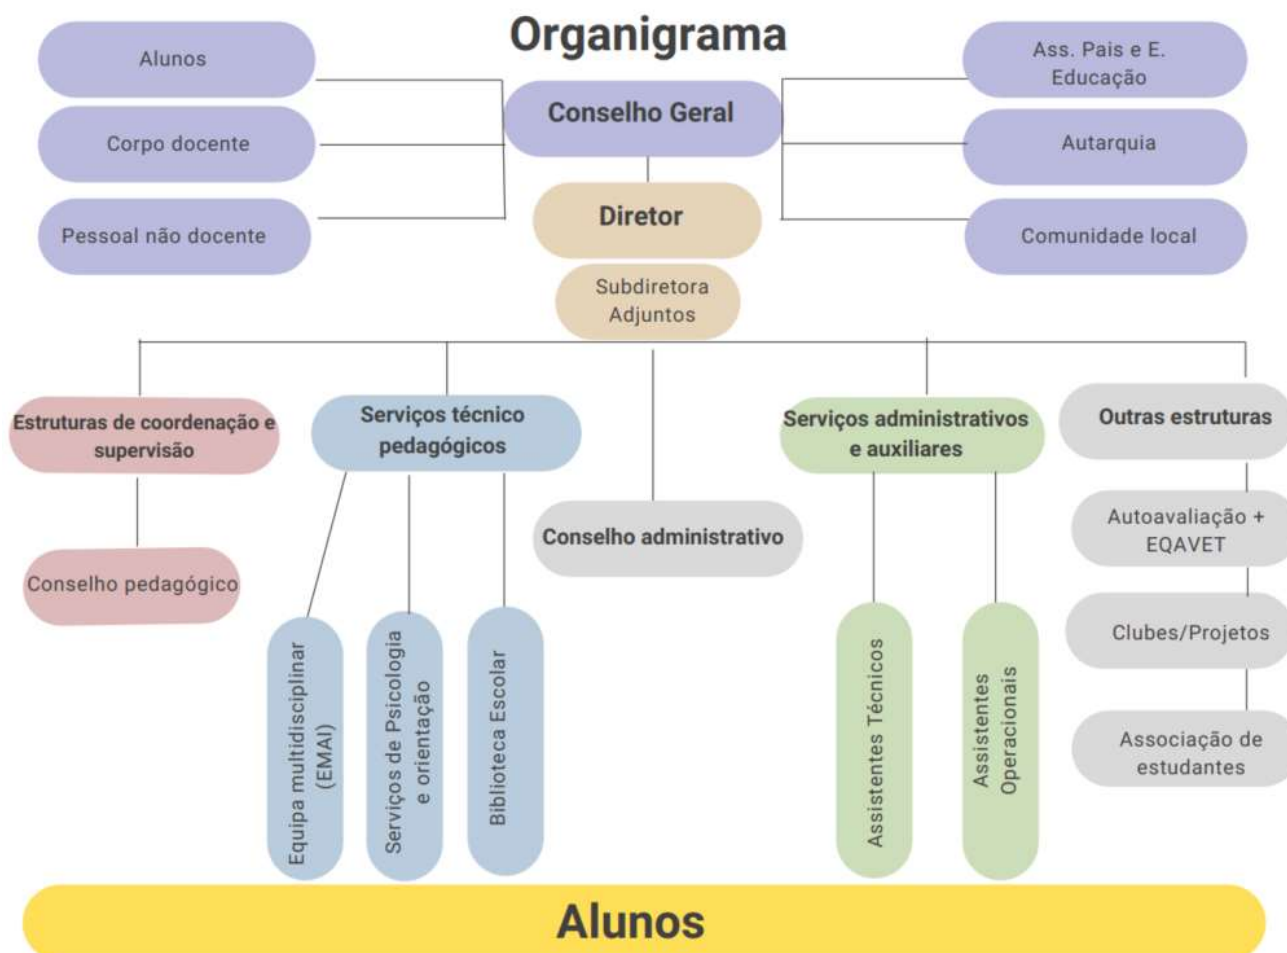 Organigrama
Alunos
Corpo docente
Pessoal não docente
Conselho Geral
Diretor
Subdiretora
Adjuntos
Ass. Pais e E.
Educação
Autarquia
Comunidade local
Estruturas de coordenação e
supervisão
Conselho pedagógico
Serviços técnico
pedagógicos
Equipa multidisciplinar
(EMAI)
Serviços de Psicologia
e orientação
Biblioteca Escolar
Conselho administrativo
Serviços administrativos
e auxiliares
Assistentes Técnicos
Assistentes
Operacionais
Outras estruturas
Autoavaliação +
EQAVET
Clubes/Projetos
Associação de
estudantes
Alunos